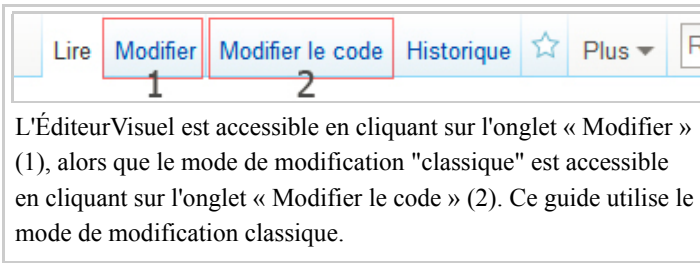 Lire Modifier Modifier le code Historique Plus
1 2
L'ÉditeurVisuel est accessible en cliquant sur l'onglet « Modifier »
(1), alors que le mode de modification "classique" est accessible
en cliquant sur l'onglet « Modifier le code » (2). Ce guide utilise le
mode de modification classique.